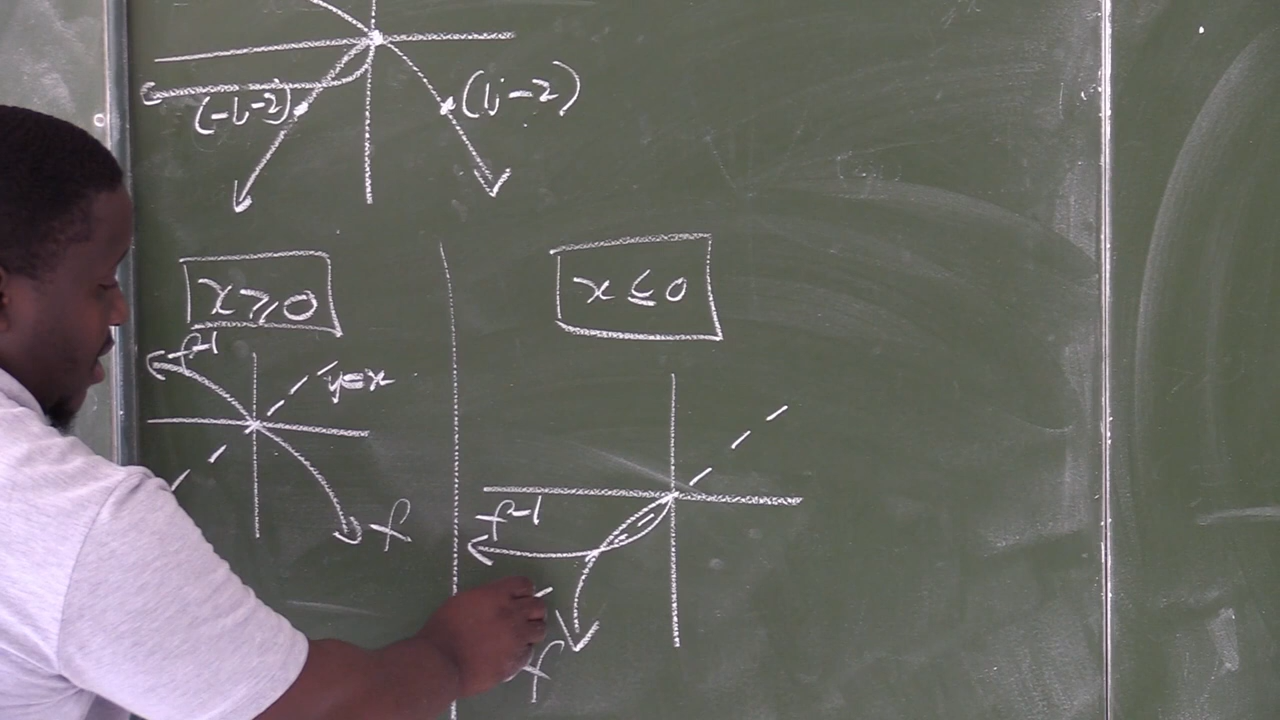 (-1;-2) (1;-2)
x ≥ 0
x ≤ 0
f⁻¹
y=x
f
f⁻¹
f